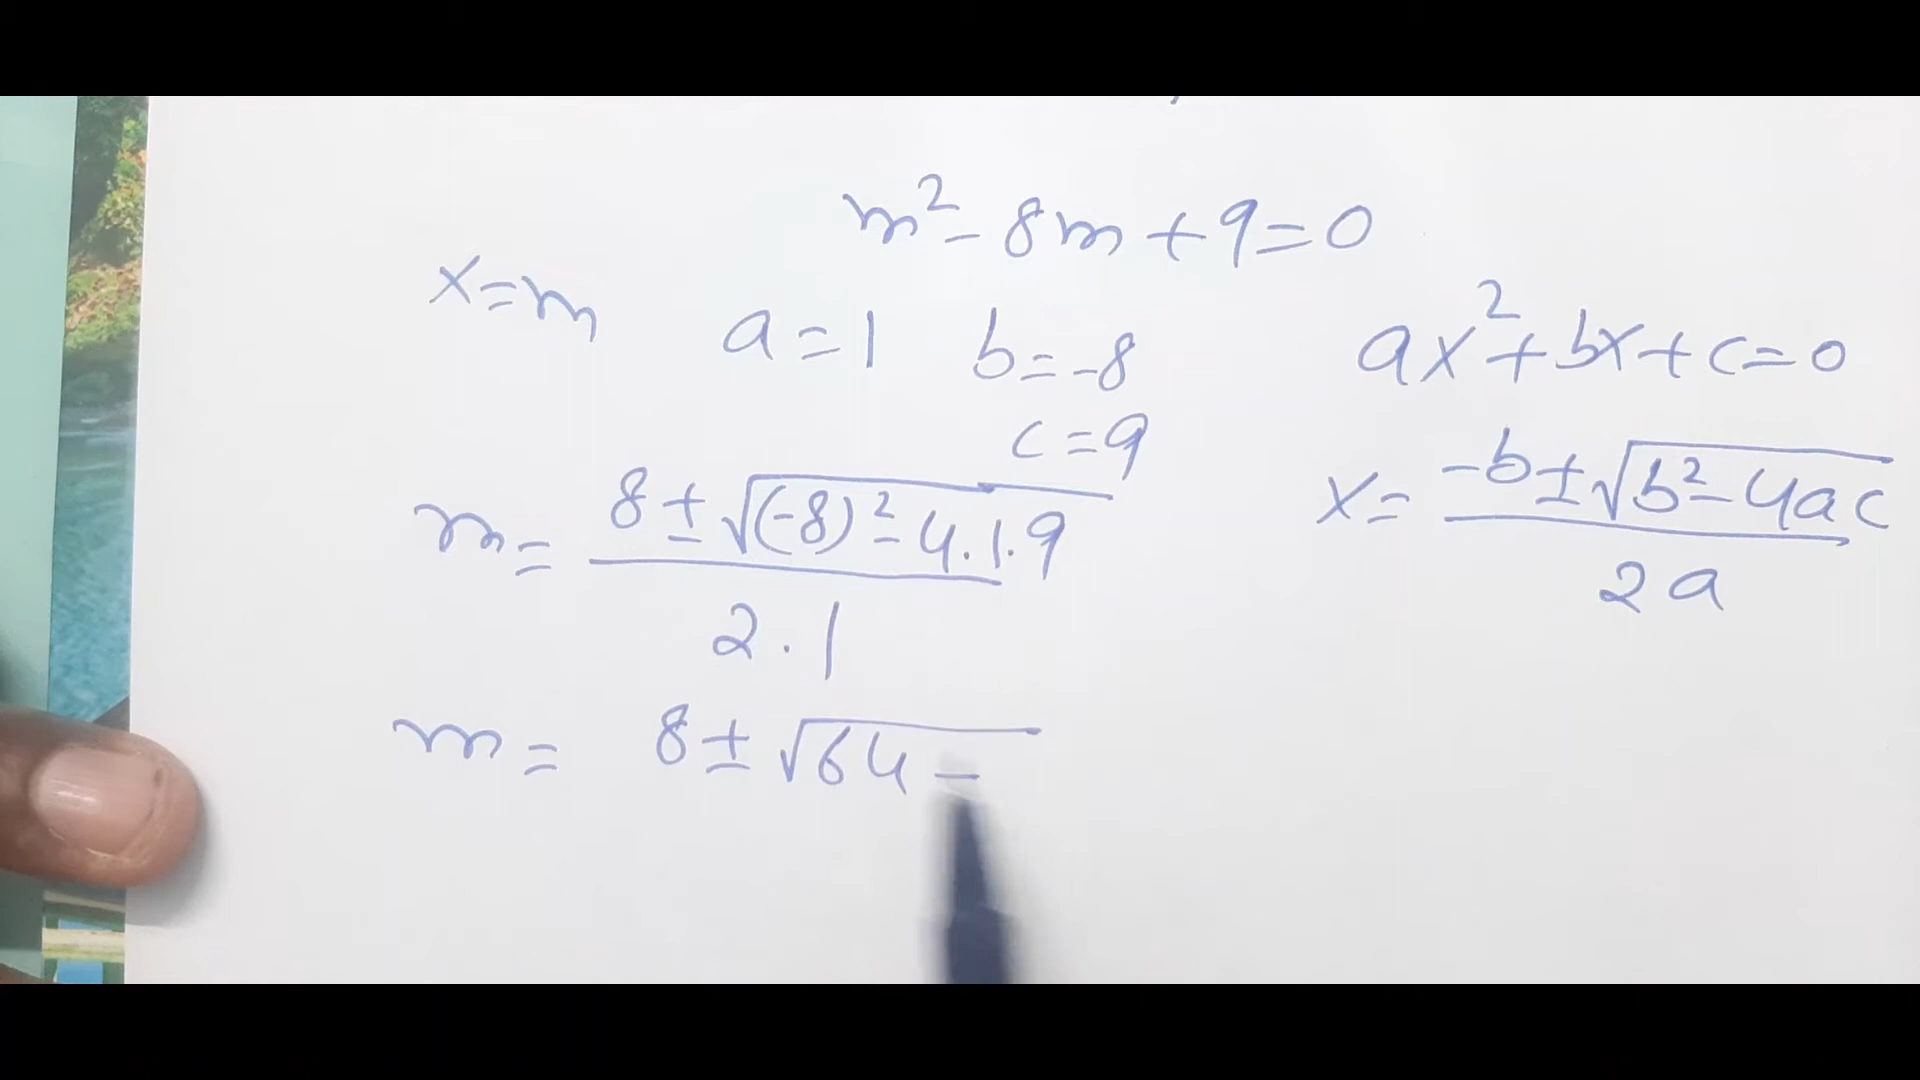 m² - 8m + 9 = 0
x = m
a = 1 b = -8
ax² + bx + c = 0
c = 9
m = 8 ± √(-8)² - 4.1.9 / 2.1
x = -b ± √b² - 4ac / 2a
m = 8 ± √64 -